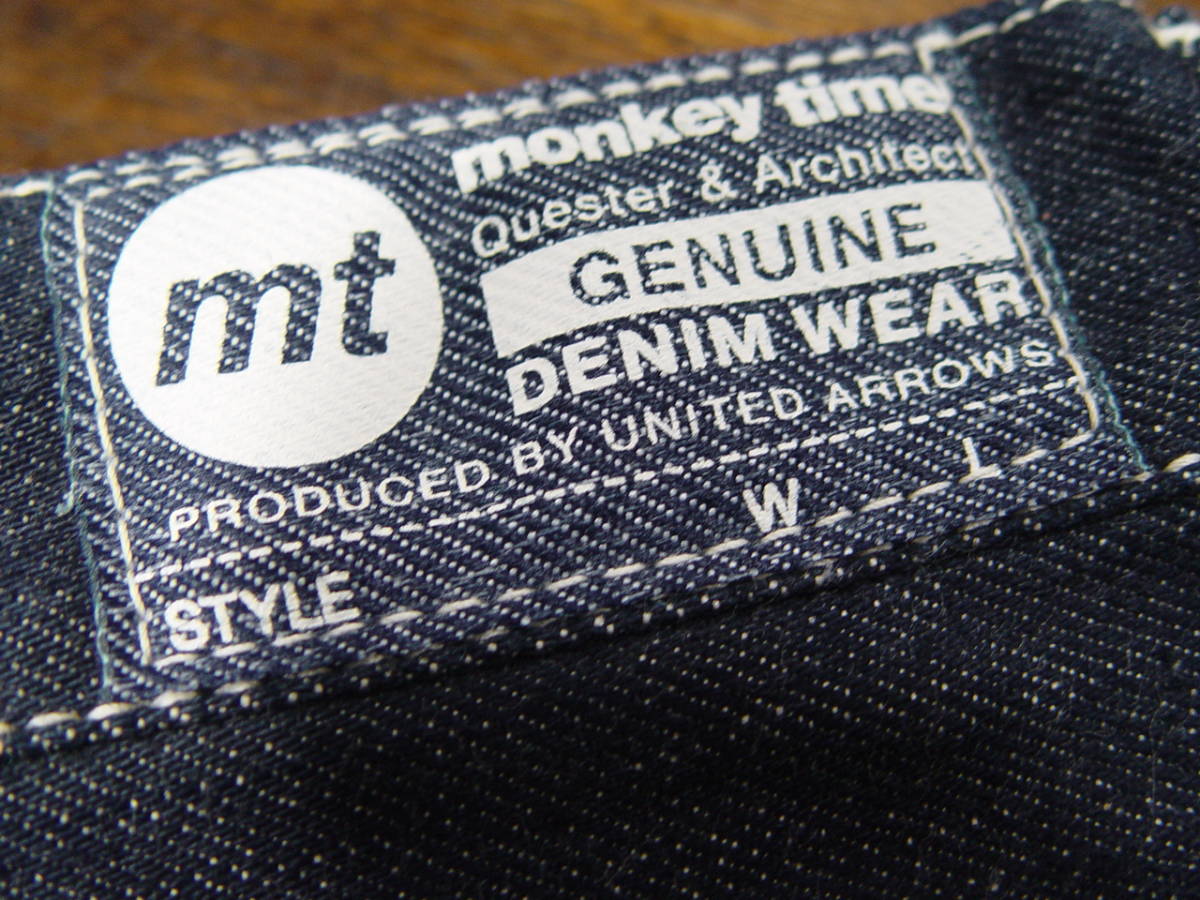 mt
monkey time
Quester & Architect
GENUINE
DENIM WEAR
PRODUCED BY UNITED ARROWS
STYLE W L